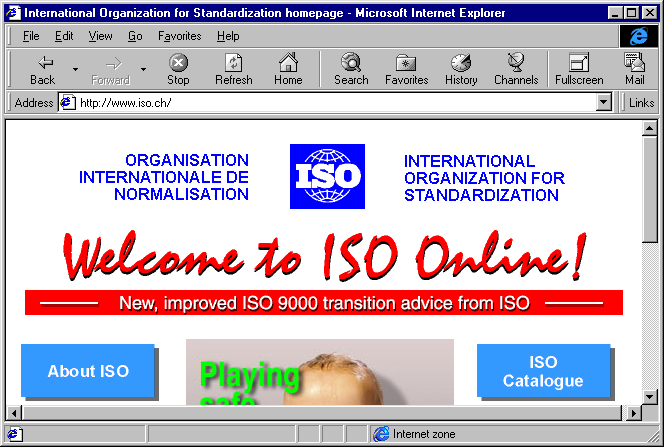 International Organization for Standardization homepage - Microsoft Internet Explorer
File Edit View Go Favorites Help
Back Forward Stop Refresh Home Search Favorites History Channels Fullscreen Mail
Address http://www.iso.ch/ Links
ORGANISATION
INTERNATIONALE DE
NORMALISATION
ISO
INTERNATIONAL
ORGANIZATION FOR
STANDARDIZATION
Welcome to ISO Online!
New, improved ISO 9000 transition advice from ISO
About ISO
Playing
safe
ISO
Catalogue
Internet zone